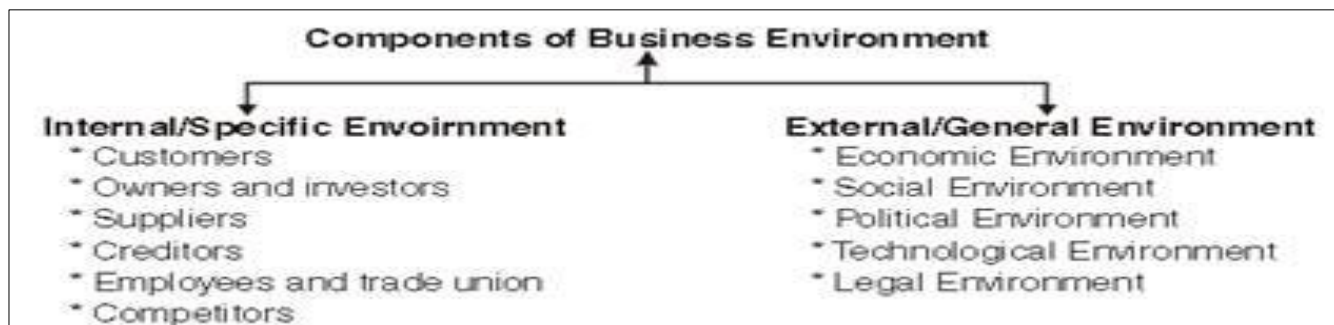 Components of Business Environment
Internal/Specific Envoirnment
* Customers
* Owners and investors
* Suppliers
* Creditors
* Employees and trade union
* Competitors
External/General Environment
* Economic Environment
* Social Environment
* Political Environment
* Technological Environment
* Legal Environment